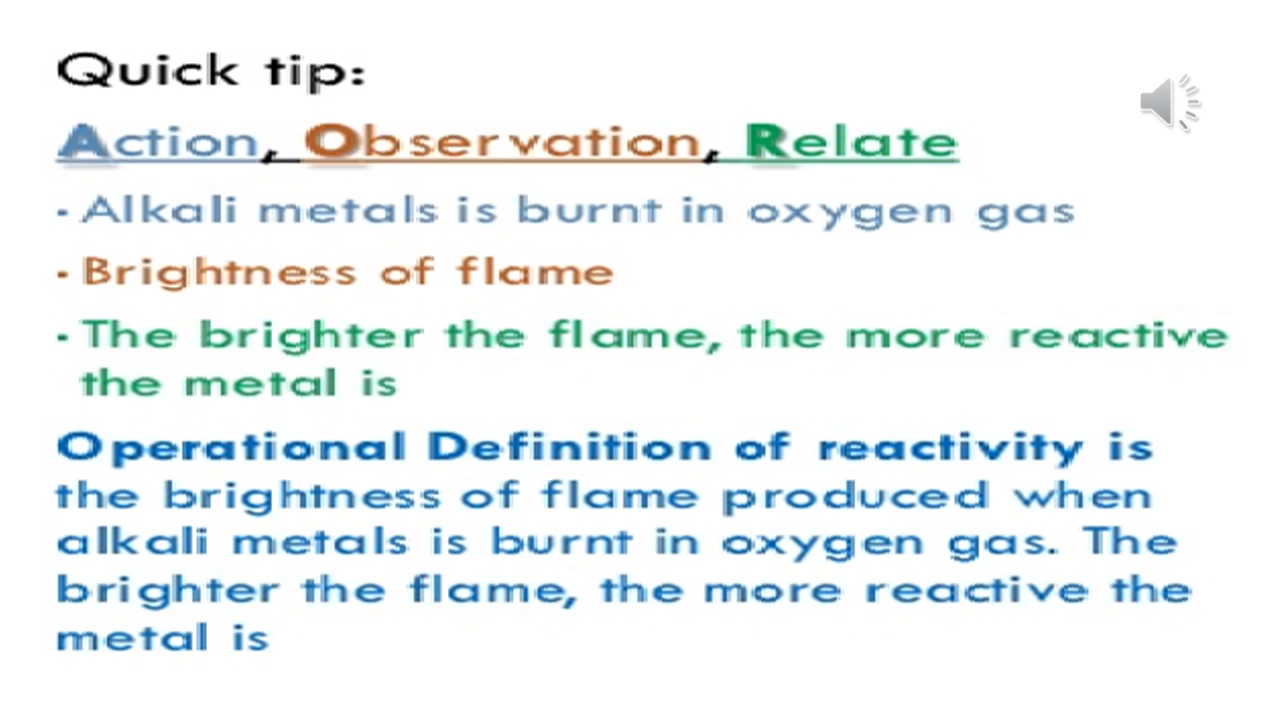 Quick tip:
Action, Observation, Relate
• Alkali metals is burnt in oxygen gas
• Brightness of flame
• The brighter the flame, the more reactive
the metal is
Operational Definition of reactivity is
the brightness of flame produced when
alkali metals is burnt in oxygen gas. The
brighter the flame, the more reactive the
metal is